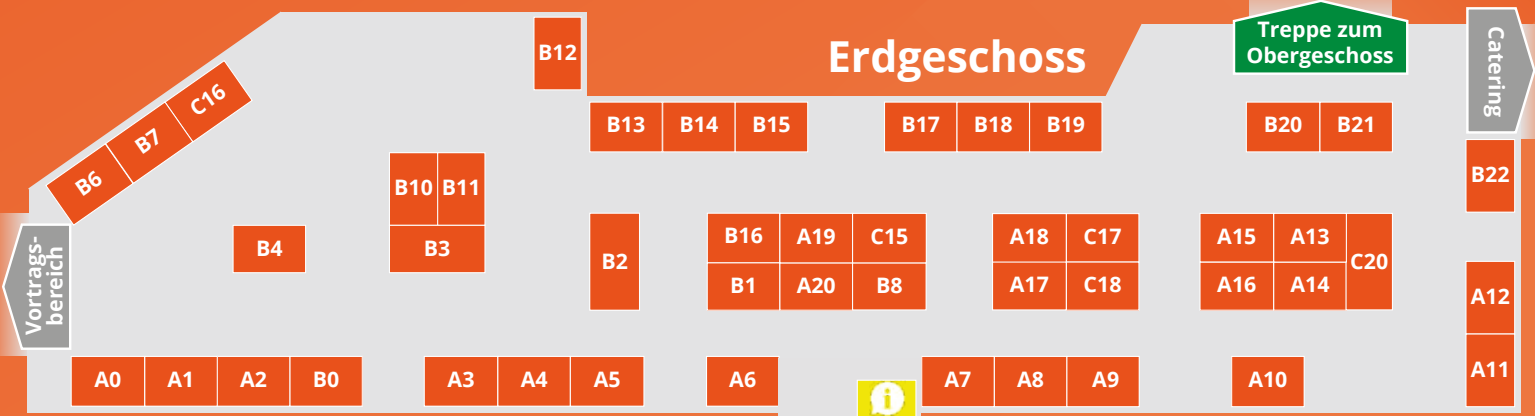 Erdgeschoss
Treppe zum
Obergeschoss
Catering
B12
C16
B7
B6
B13 B14 B15 B17 B18 B19 B20 B21
B22
B10 B11
B4 B3 B2
B16 A19 C15 A18 C17 A15 A13
C20
B1 A20 B8 A17 C18 A16 A14
A12
Vortrags-
bereich
A0 A1 A2 B0 A3 A4 A5 A6 A7 A8 A9 A10 A11
i